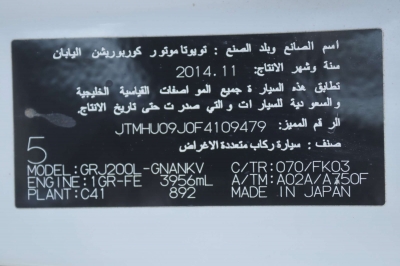 اسم الصانع وبلد الصنع : تويوتا موتور كوربوريشن اليابان
سنة وشهر الانتاج: 2014.11
تطابق هذه السيارة جميع المواصفات القياسية الخليجية
والسعودية للسيارات والتي صدرت حتى تاريخ الانتاج.
الرقم المميز: JTMHU09J0F4109479
صنف : سيارة ركاب متعددة الاغراض
5
MODEL: GRJ200L-GNANKV C/TR: 070/FK03
ENGINE: 1GR-FE 3956mL A/TM: A02A/A750F
PLANT: C41 892 MADE IN JAPAN